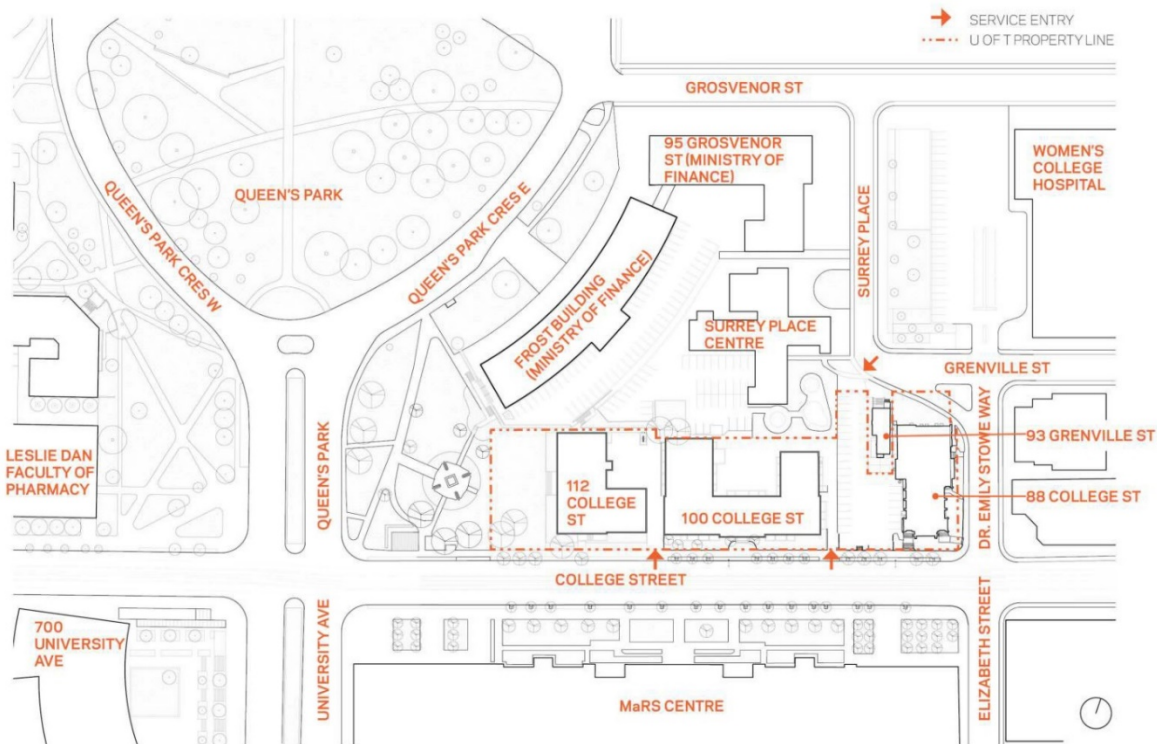 SERVICE ENTRY
U OF T PROPERTY LINE
GROSVENOR ST
95 GROSVENOR
ST (MINISTRY OF
FINANCE)
WOMEN'S
COLLEGE
HOSPITAL
QUEEN'S PARK
QUEEN'S PARK CRES W
QUEEN'S PARK CRES E
SURREY PLACE
FROST BUILDING
(MINISTRY OF FINANCE)
SURREY PLACE
CENTRE
GRENVILLE ST
LESLIE DAN
FACULTY OF
PHARMACY
QUEEN'S PARK
112
COLLEGE
ST
100 COLLEGE ST
93 GRENVILLE ST
88 COLLEGE ST
DR. EMILY STOWE WAY
COLLEGE STREET
700
UNIVERSITY
AVE
UNIVERSITY AVE
ELIZABETH STREET
MaRS CENTRE